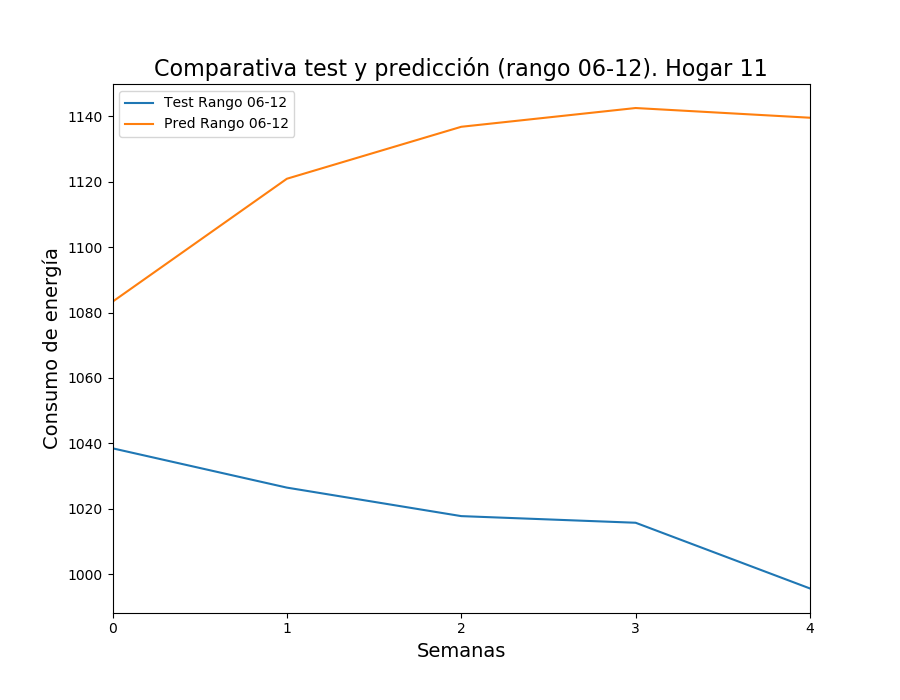 Comparativa test y predicción (rango 06-12). Hogar 11
Test Rango 06-12
Pred Rango 06-12
Consumo de energía
1140
1120
1100
1080
1060
1040
1020
1000
0 1 2 3 4
Semanas